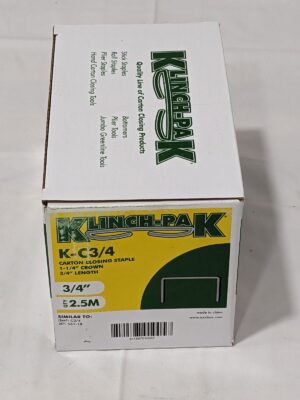 KLINCH-PAK
Quality Line of Carton Closing Products
Stick Staples
Roll Staples
Plier Staples
Hand Carton Closing Tools
Bottomers
Plier Tools
Jumbo Greenline Tools
KLINCH-PAK
K-C3/4
CARTON CLOSING STAPLE
1-1/4" CROWN
3/4" LENGTH
3/4"
2.5M
SIMILAR TO:
made in china